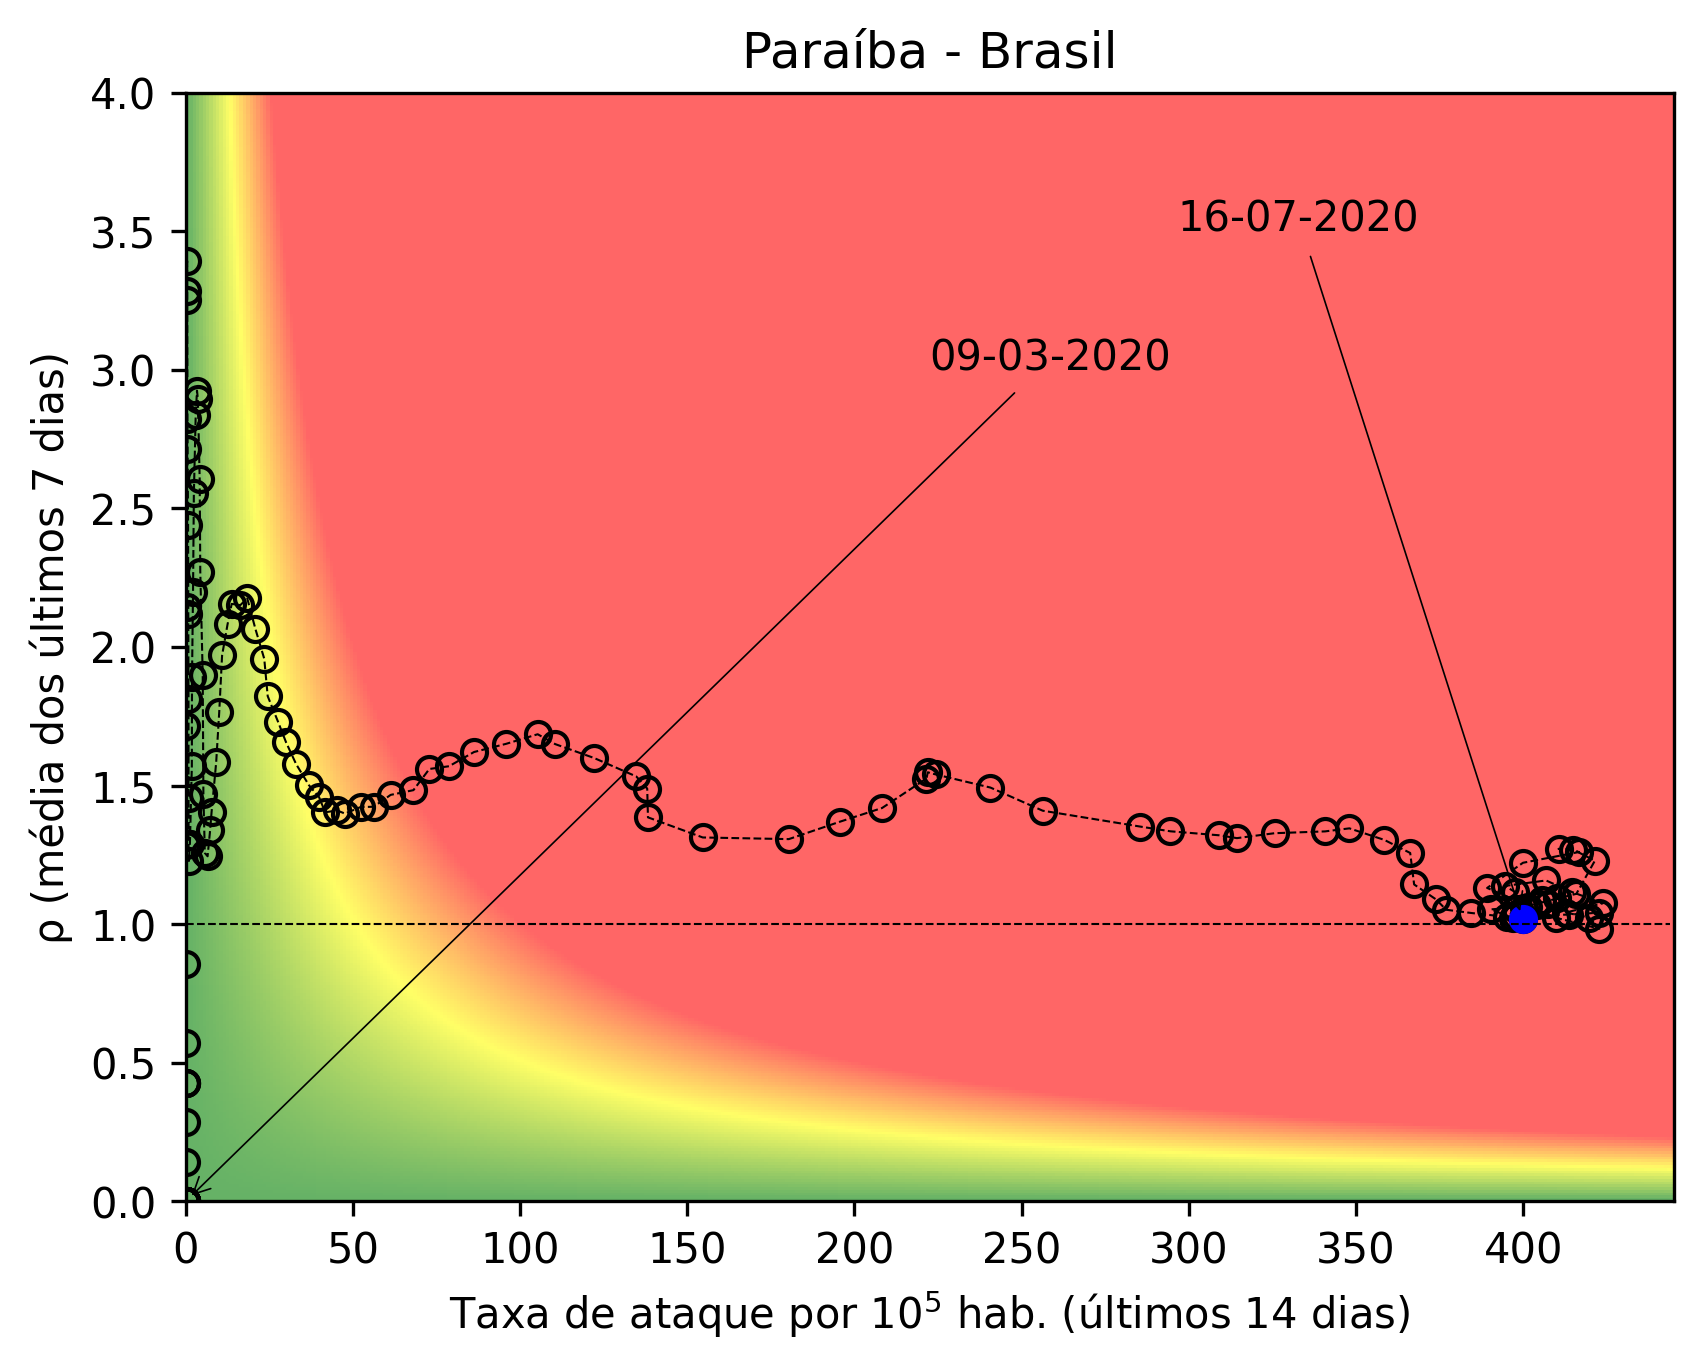 Paraíba - Brasil
4.0
3.5
3.0
2.5
2.0
1.5
1.0
0.5
0.0
ρ (média dos últimos 7 dias)
16-07-2020
09-03-2020
0 50 100 150 200 250 300 350 400
Taxa de ataque por 10⁵ hab. (últimos 14 dias)